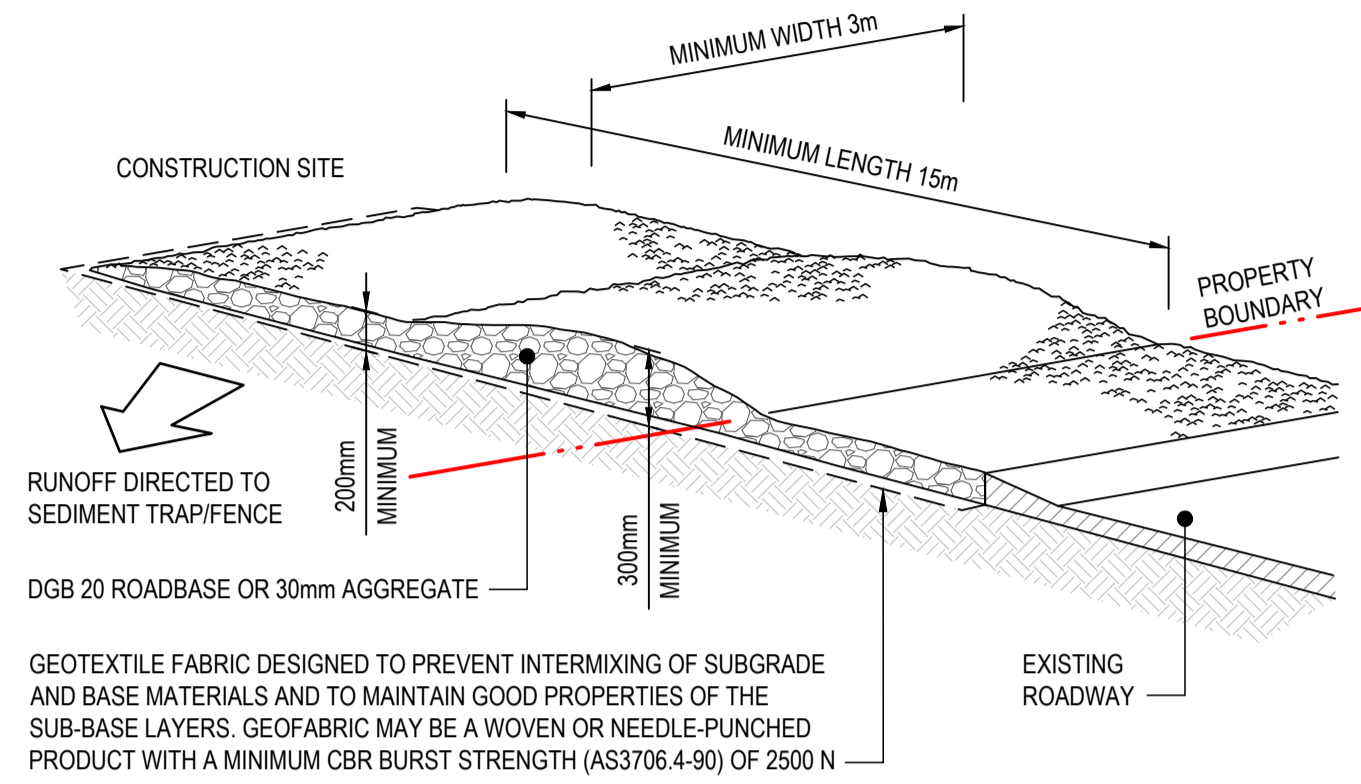 MINIMUM WIDTH 3m
MINIMUM LENGTH 15m
CONSTRUCTION SITE
PROPERTY
BOUNDARY
RUNOFF DIRECTED TO
SEDIMENT TRAP/FENCE
200mm
MINIMUM
300mm
MINIMUM
DGB 20 ROADBASE OR 30mm AGGREGATE
GEOTEXTILE FABRIC DESIGNED TO PREVENT INTERMIXING OF SUBGRADE
AND BASE MATERIALS AND TO MAINTAIN GOOD PROPERTIES OF THE
SUB-BASE LAYERS. GEOFABRIC MAY BE A WOVEN OR NEEDLE-PUNCHED
PRODUCT WITH A MINIMUM CBR BURST STRENGTH (AS3706.4-90) OF 2500 N
EXISTING
ROADWAY